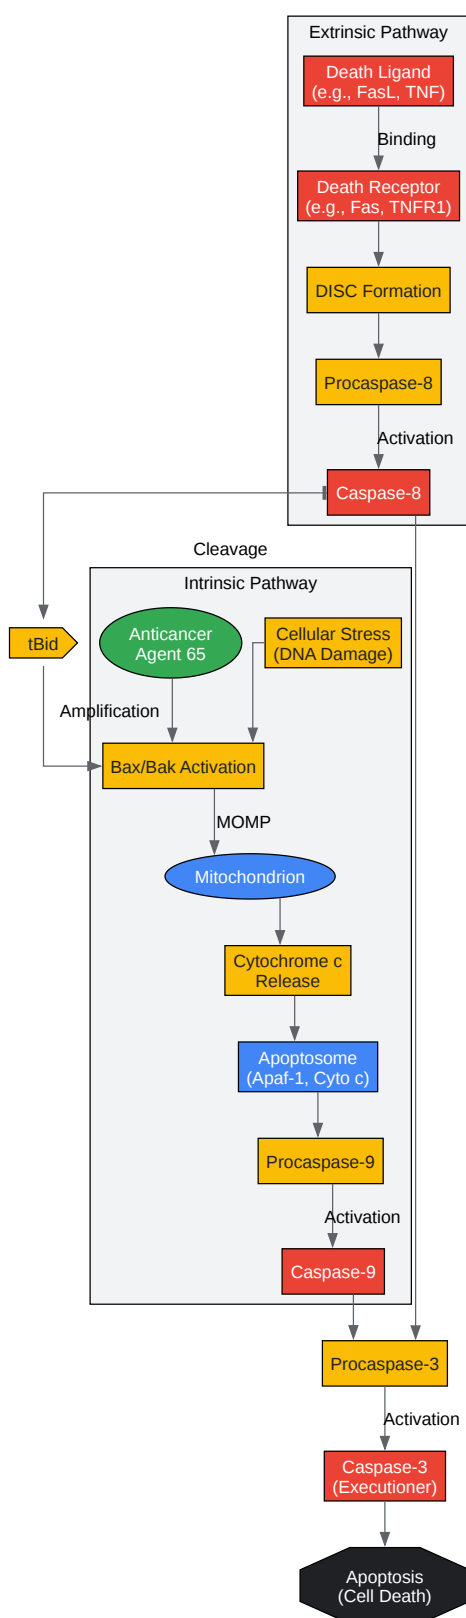 Extrinsic Pathway
Death Ligand
(e.g., FasL, TNF)
Binding
Death Receptor
(e.g., Fas, TNFR1)
DISC Formation
Procaspase-8
Activation
Caspase-8
Cleavage
Intrinsic Pathway
tBid
Anticancer
Agent 65
Cellular Stress
(DNA Damage)
Amplification
Bax/Bak Activation
MOMP
Mitochondrion
Cytochrome c
Release
Apoptosome
(Apaf-1, Cyto c)
Procaspase-9
Activation
Caspase-9
Procaspase-3
Activation
Caspase-3
(Executioner)
Apoptosis
(Cell Death)